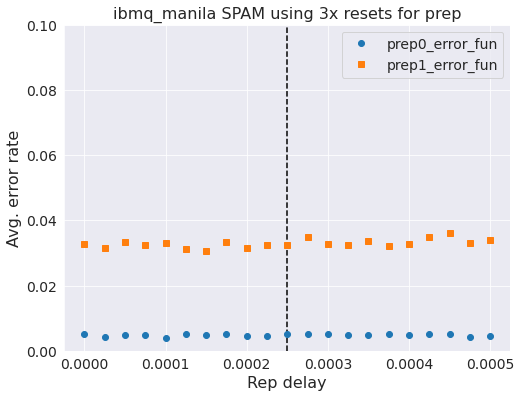 ibmq_manila SPAM using 3x resets for prep
prep0_error_fun
prep1_error_fun
Avg. error rate
0.10
0.08
0.06
0.04
0.02
0.00
0.0000 0.0001 0.0002 0.0003 0.0004 0.0005
Rep delay